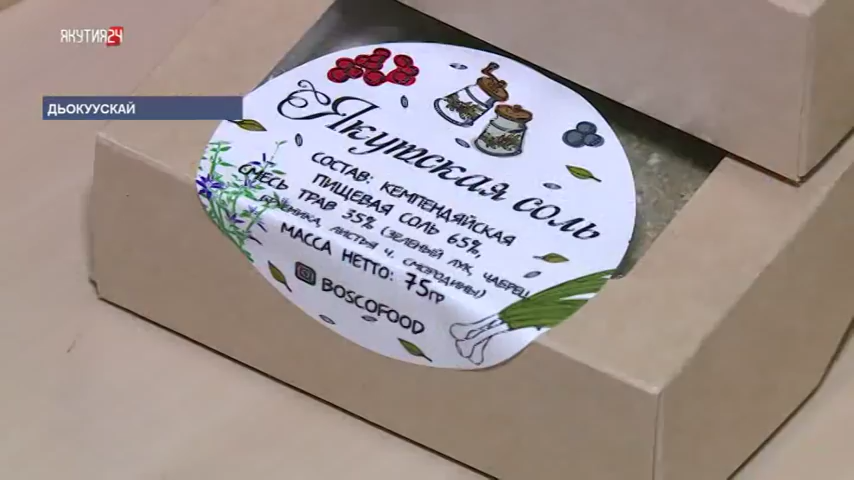 ЯКУТИЯ24
ДЬОКУУСКАЙ
Якутская соль
СОСТАВ: КЕМПЕНДЯЙСКАЯ
ПИЩЕВАЯ СОЛЬ 65%,
СМЕСЬ ТРАВ 35% (ЗЕЛЕНЫЙ ЛУК, ЧАБРЕЦ,
ЛИСТЬЯ Ч. СМОРОДИНЫ)
МАССА НЕТТО: 75гр
BOSCOFOOD